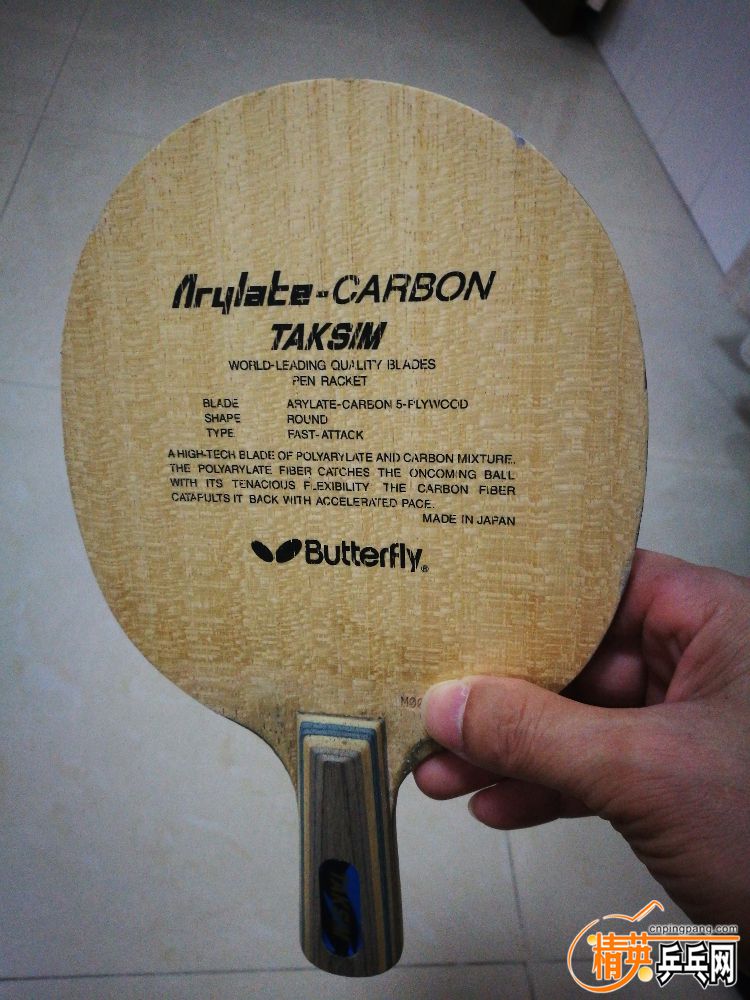 Arylate-CARBON
TAKSIM
WORLD-LEADING QUALITY BLADES
PEN RACKET
BLADE ARYLATE-CARBON 5-PLYWOOD
SHAPE ROUND
TYPE FAST-ATTACK
A HIGH-TECH BLADE OF POLYARYLATE AND CARBON MIXTURE.
THE POLYARYLATE FIBER CATCHES THE ONCOMING BALL
WITH ITS TENACIOUS FLEXIBILITY. THE CARBON FIBER
CATAPULTS IT BACK WITH ACCELERATED PACE.
MADE IN JAPAN
Butterfly®
TAKSIM
cnpingpang.com
精英乒乓网